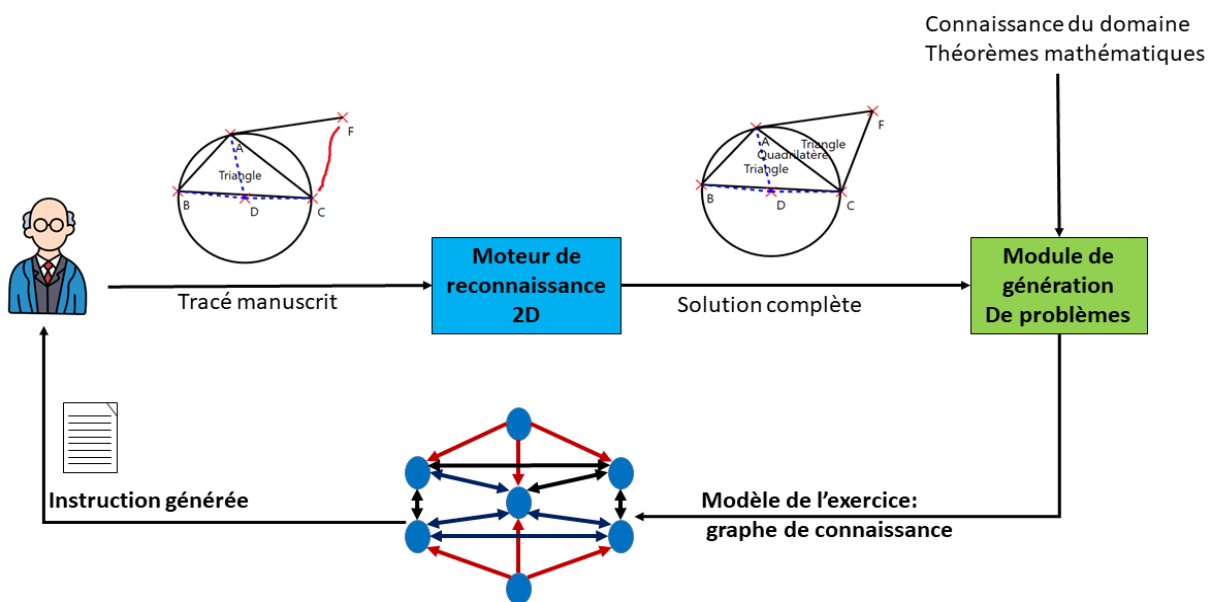 Connaissance du domaine
Théorèmes mathématiques
F
A
Triangle
B
D
C
F
A
Triangle
Quadrilatère
Triangle
B
D
C
Tracé manuscrit
Moteur de
reconnaissance
2D
Solution complète
Module de
génération
De problèmes
Instruction générée
Modèle de l’exercice:
graphe de connaissance